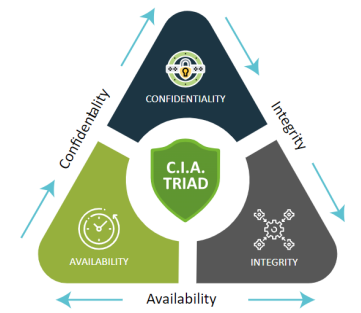 CONFIDENTIALITY
Confidentiality
Integrity
C.I.A.
TRIAD
AVAILABILITY
INTEGRITY
Availability